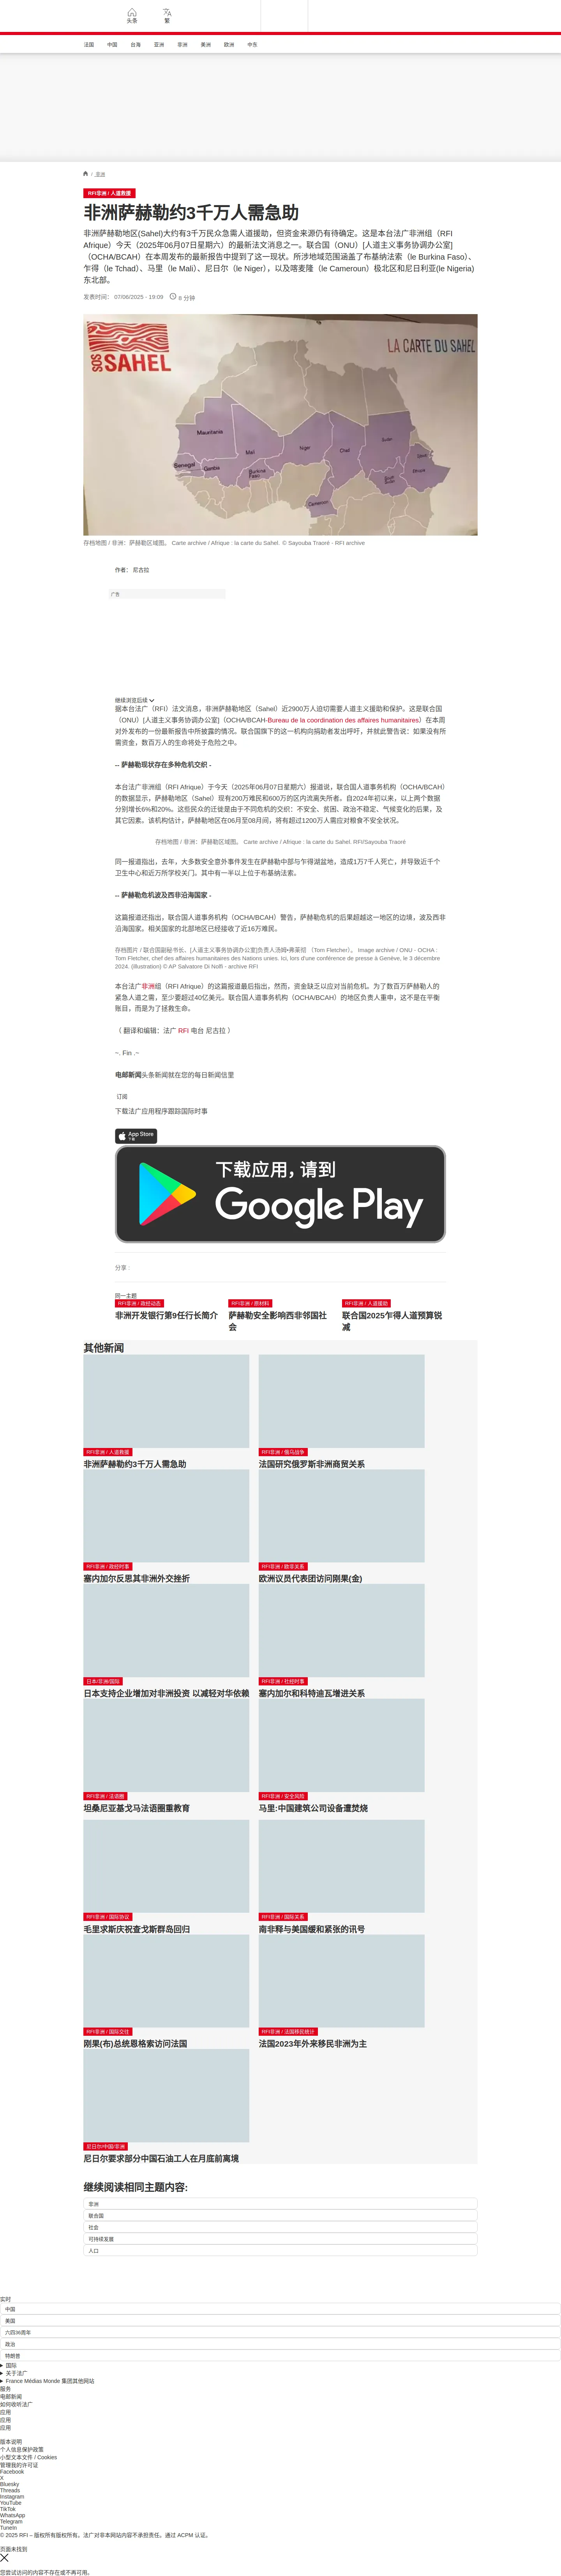 头条
繁
法国
中国
台海
亚洲
非洲
美洲
欧洲
中东
/ 非洲
RFI非洲 / 人道救援
非洲萨赫勒约3千万人需急助
非洲萨赫勒地区(Sahel)大约有3千万民众急需人道援助，但资金来源仍有待确定。这是本台法广非洲组（RFI
Afrique）今天（2025年06月07日星期六）的最新法文消息之一。联合国（ONU）[人道主义事务协调办公室]
（OCHA/BCAH）在本周发布的最新报告中提到了这一现状。所涉地域范围涵盖了布基纳法索（le Burkina Faso）、
乍得（le Tchad）、马里（le Mali）、尼日尔（le Niger），以及喀麦隆（le Cameroun）极北区和尼日利亚(le Nigeria)
东北部。
发表时间： 07/06/2025 - 19:09
8 分钟
SOS SAHEL
LA CARTE DU SAHEL
Mauritania
Mali
Niger
Chad
Sudan
Senegal
Gambia
Burkina
Faso
Cameroon
South
Sudan
Central
African
Ethiopia
存档地图 / 非洲：萨赫勒区域图。 Carte archive / Afrique : la carte du Sahel. © Sayouba Traoré - RFI archive
作者： 尼古拉
广告
继续浏览后续
据本台法广（RFI）法文消息，非洲萨赫勒地区（Sahel）近2900万人迫切需要人道主义援助和保护。这是联合国
（ONU）[人道主义事务协调办公室]（OCHA/BCAH-Bureau de la coordination des affaires humanitaires）在本周
对外发布的一份最新报告中所披露的情况。联合国旗下的这一机构向捐助者发出呼吁，并就此警告说：如果没有所
需资金，数百万人的生命将处于危险之中。
-- 萨赫勒现状存在多种危机交织 -
本台法广非洲组（RFI Afrique）于今天（2025年06月07日星期六）报道说，联合国人道事务机构（OCHA/BCAH）
的数据显示，萨赫勒地区（Sahel）现有200万难民和600万的区内流离失所者。自2024年初以来，以上两个数据
分别增长6%和20%。这些民众的迁徙是由于不同危机的交织：不安全、贫困、政治不稳定、气候变化的后果，及
其它因素。该机构估计，萨赫勒地区在06月至08月间，将有超过1200万人需应对粮食不安全状况。
存档地图 / 非洲：萨赫勒区域图。 Carte archive / Afrique : la carte du Sahel. RFI/Sayouba Traoré
同一报道指出，去年，大多数安全意外事件发生在萨赫勒中部与乍得湖盆地，造成1万7千人死亡，并导致近千个
卫生中心和近万所学校关门。其中有一半以上位于布基纳法索。
-- 萨赫勒危机波及西非沿海国家 -
这篇报道还指出，联合国人道事务机构（OCHA/BCAH）警告，萨赫勒危机的后果超越这一地区的边境，波及西非
沿海国家。相关国家的北部地区已经接收了近16万难民。
存档图片 / 联合国副秘书长、[人道主义事务协调办公室]负责人汤姆•弗莱彻 （Tom Fletcher）。 Image archive / ONU - OCHA :
Tom Fletcher, chef des affaires humanitaires des Nations unies. Ici, lors d'une conférence de presse à Genève, le 3 décembre
2024. (illustration) © AP Salvatore Di Nolfi - archive RFI
本台法广非洲组（RFI Afrique）的这篇报道最后指出，然而，资金缺乏以应对当前危机。为了数百万萨赫勒人的
紧急人道之需，至少要超过40亿美元。联合国人道事务机构（OCHA/BCAH）的地区负责人重申，这不是在平衡
账目，而是为了拯救生命。
（ 翻译和编辑：法广 RFI 电台 尼古拉 ）
~. Fin .~
电邮新闻头条新闻就在您的每日新闻信里
订阅
下载法广应用程序跟踪国际时事
App Store
下载
下载应用，请到
Google Play
分享 :
同一主题
RFI非洲 / 政经动态
非洲开发银行第9任行长简介
RFI非洲 / 原材料
萨赫勒安全影响西非邻国社
会
RFI非洲 / 人道援助
联合国2025乍得人道预算锐
减
其他新闻
RFI非洲 / 人道救援
非洲萨赫勒约3千万人需急助
RFI非洲 / 俄乌战争
法国研究俄罗斯非洲商贸关系
RFI非洲 / 政经时事
塞内加尔反思其非洲外交挫折
RFI非洲 / 欧非关系
欧洲议员代表团访问刚果(金)
日本/非洲/国际
日本支持企业增加对非洲投资 以减轻对华依赖
RFI非洲 / 社经时事
塞内加尔和科特迪瓦增进关系
RFI非洲 / 法语圈
坦桑尼亚基戈马法语圈重教育
RFI非洲 / 安全风险
马里:中国建筑公司设备遭焚烧
RFI非洲 / 国际协议
毛里求斯庆祝查戈斯群岛回归
RFI非洲 / 国际关系
南非释与美国缓和紧张的讯号
RFI非洲 / 国际交往
刚果(布)总统恩格索访问法国
RFI非洲 / 法国移民统计
法国2023年外来移民非洲为主
尼日尔/中国/非洲
尼日尔要求部分中国石油工人在月底前离境
继续阅读相同主题内容:
非洲
联合国
社会
可持续发展
人口
实时
中国
美国
六四36周年
政治
特朗普
国际
关于法广
France Médias Monde 集团其他网站
服务
电邮新闻
如何收听法广
应用
应用
应用
版本说明
个人信息保护政策
小型文本文件 / Cookies
管理我的许可证
Facebook
X
Bluesky
Threads
Instagram
YouTube
TikTok
WhatsApp
Telegram
TuneIn
© 2025 RFI – 版权所有版权所有。法广对非本网站内容不承担责任。通过 ACPM 认证。
页面未找到
您尝试访问的内容不存在或不再可用。